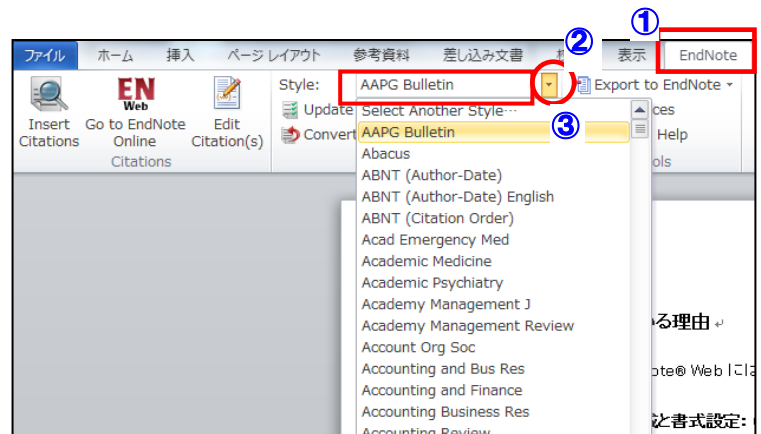 ①
②
ファイル ホーム 挿入 ページ レイアウト 参考資料 差し込み文書 表示 EndNote
Style: AAPG Bulletin Export to EndNote
EN
Web
Insert Citations
Go to EndNote Online
Edit Citation(s)
Citations
Update
Convert
③
Select Another Style...
AAPG Bulletin
Abacus
ABNT (Author-Date)
ABNT (Author-Date) English
ABNT (Citation Order)
Acad Emergency Med
Academic Medicine
Academic Psychiatry
Academy Management J
Academy Management Review
Account Org Soc
Accounting and Bus Res
Accounting and Finance
Accounting Business Res
Accounting Review
ces
Help
ols
る理由
ote® Web には
と書式設定: